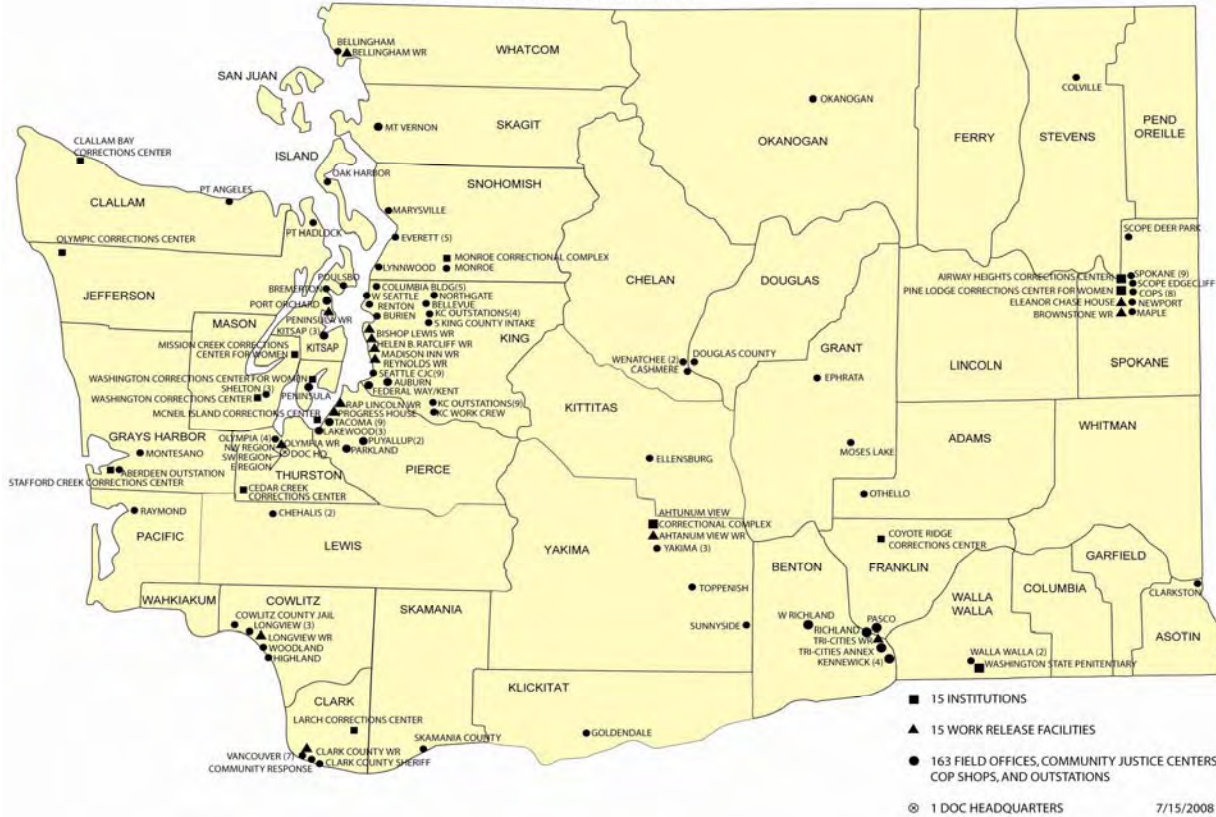 BELLINGHAM
BELLINGHAM WR
WHATCOM
SAN JUAN
OKANOGAN
COLVILLE
MT VERNON
SKAGIT
OKANOGAN
FERRY
STEVENS
PEND
OREILLE
CLALLAM BAY
CORRECTIONS CENTER
ISLAND
OAK HARBOR
SNOHOMISH
CLALLAM
PT ANGELES
MARYSVILLE
PT HADLOCK
EVERETT (5)
SCOPE DEER PARK
OLYMPIC CORRECTIONS CENTER
MONROE CORRECTIONAL COMPLEX
LYNNWOOD
MONROE
CHELAN
DOUGLAS
AIRWAY HEIGHTS CORRECTIONS CENTER
SPOKANE (9)
SCOPE EDGECLIFF
PINE LODGE CORRECTIONS CENTER FOR WOMEN
COPS (8)
ELEANOR CHASE HOUSE
NEWPORT
BROWNSTONE WR
MAPLE
JEFFERSON
POULSBO
BREMERTON
PORT ORCHARD
PENINSULA WR
KITSAP (3)
KITSAP
COLUMBIA BLDG(5)
W SEATTLE
NORTHGATE
RENTON
BELLEVUE
BURIEN
KC OUTSTATIONS(4)
S KING COUNTY INTAKE
BISHOP LEWIS WR
KING
HELEN B.RATCLIFF WR
MADISON INN WR
REYNOLDS WR
SEATTLE CJC(9)
AUBURN
FEDERAL WAY/KENT
MASON
MISSION CREEK CORRECTIONS
CENTER FOR WOMEN
WASHINGTON CORRECTIONS CENTER FOR WOMEN
SHELTON (3)
WASHINGTON CORRECTIONS CENTER
PENINSULA
MCNEIL ISLAND CORRECTIONS CENTER
RAP LINCOLN WR
PROGRESS HOUSE
TACOMA (9)
LAKEWOOD(3)
PUYALLUP(2)
PARKLAND
KC OUTSTATIONS(9)
KC WORK CREW
PIERCE
WENATCHEE (2)
DOUGLAS COUNTY
CASHMERE
GRANT
EPHRATA
LINCOLN
SPOKANE
KITTITAS
ELLENSBURG
MOSES LAKE
ADAMS
WHITMAN
OTHELLO
GRAYS HARBOR
MONTESANO
OLYMPIA (4)
OLYMPIA WR
NW REGION
DOC HQ
SW REGION
E REGION
THURSTON
ABERDEEN OUTSTATION
STAFFORD CREEK CORRECTIONS CENTER
CEDAR CREEK
CORRECTIONS CENTER
RAYMOND
CHEHALIS (2)
PACIFIC
LEWIS
AHTUNUM VIEW
CORRECTIONAL COMPLEX
AHTANUM VIEW WR
YAKIMA (3)
YAKIMA
TOPPENISH
SUNNYSIDE
COYOTE RIDGE
CORRECTIONS CENTER
BENTON
FRANKLIN
GARFIELD
COLUMBIA
WALLA
WALLA
CLARKSTON
ASOTIN
WAHKIAKUM
COWLITZ
SKAMANIA
COWLITZ COUNTY JAIL
LONGVIEW (3)
LONGVIEW WR
WOODLAND
HIGHLAND
W RICHLAND
PASCO
RICHLAND
TRI-CITIES WR
TRI-CITIES ANNEX
KENNEWICK (4)
WALLA WALLA (2)
WASHINGTON STATE PENITENTIARY
KLICKITAT
CLARK
LARCH CORRECTIONS CENTER
GOLDENDALE
SKAMANIA COUNTY
VANCOUVER (7)
CLARK COUNTY WR
COMMUNITY RESPONSE
CLARK COUNTY SHERIFF
15 INSTITUTIONS
15 WORK RELEASE FACILITIES
163 FIELD OFFICES, COMMUNITY JUSTICE CENTERS
COP SHOPS, AND OUTSTATIONS
1 DOC HEADQUARTERS
7/15/2008